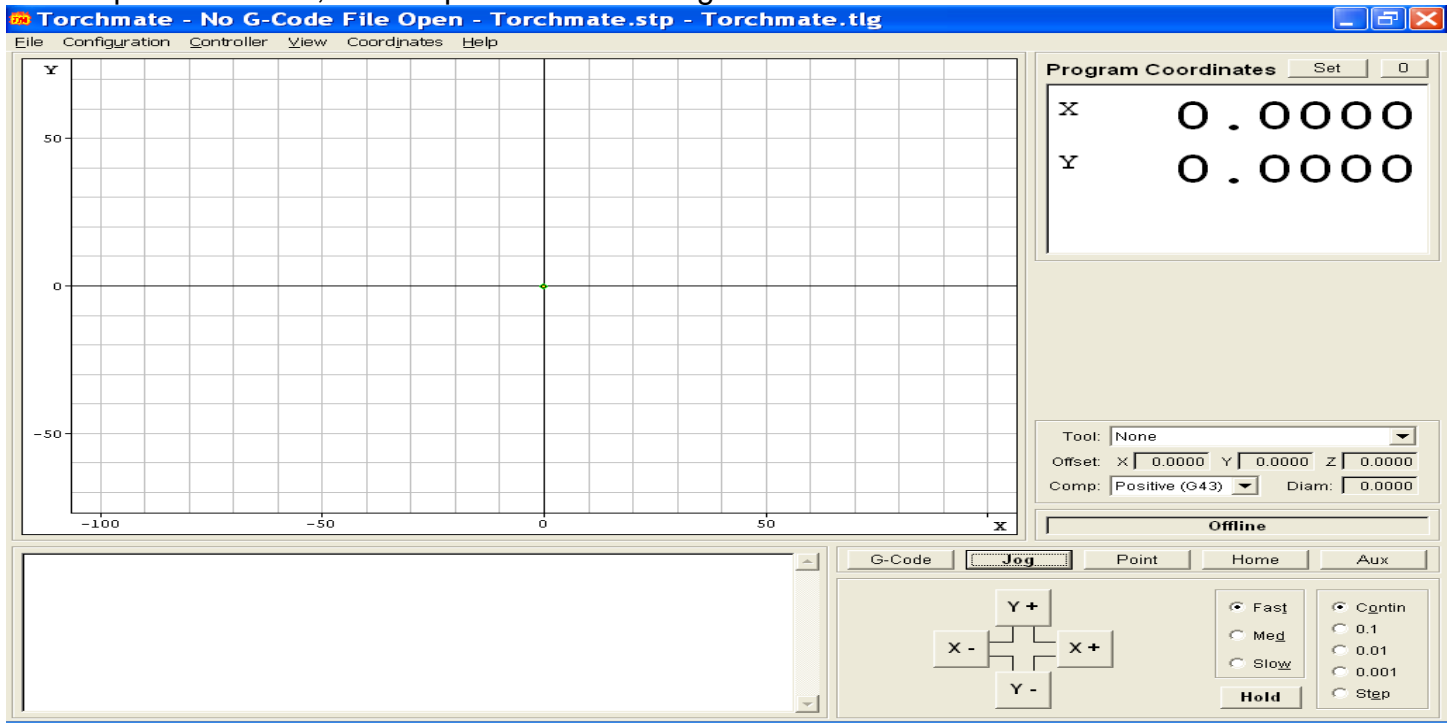 Torchmate - No G-Code File Open - Torchmate.stp - Torchmate.tlg
File Configuration Controller View Coordinates Help
Y
50
0
-50
-100 -50 0 50 X
Program Coordinates Set 0
X 0.0000
Y 0.0000
Tool: None
Offset: X 0.0000 Y 0.0000 Z 0.0000
Comp: Positive (G43) Diam: 0.0000
Offline
G-Code Jog Point Home Aux
Y +
X - X +
Y -
Fast
Med
Slow
Hold
Contin
0.1
0.01
0.001
Step